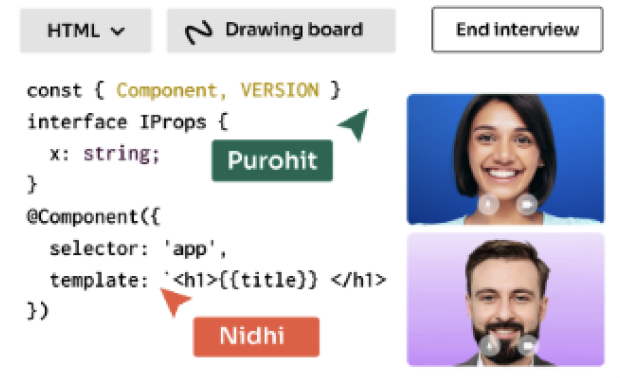 HTML
Drawing board
End interview
const { Component, VERSION }
interface IProps {
x: string;
Purohit
}
@Component({
selector: 'app',
template: `<h1>{{title}} </h1>
})
Nidhi